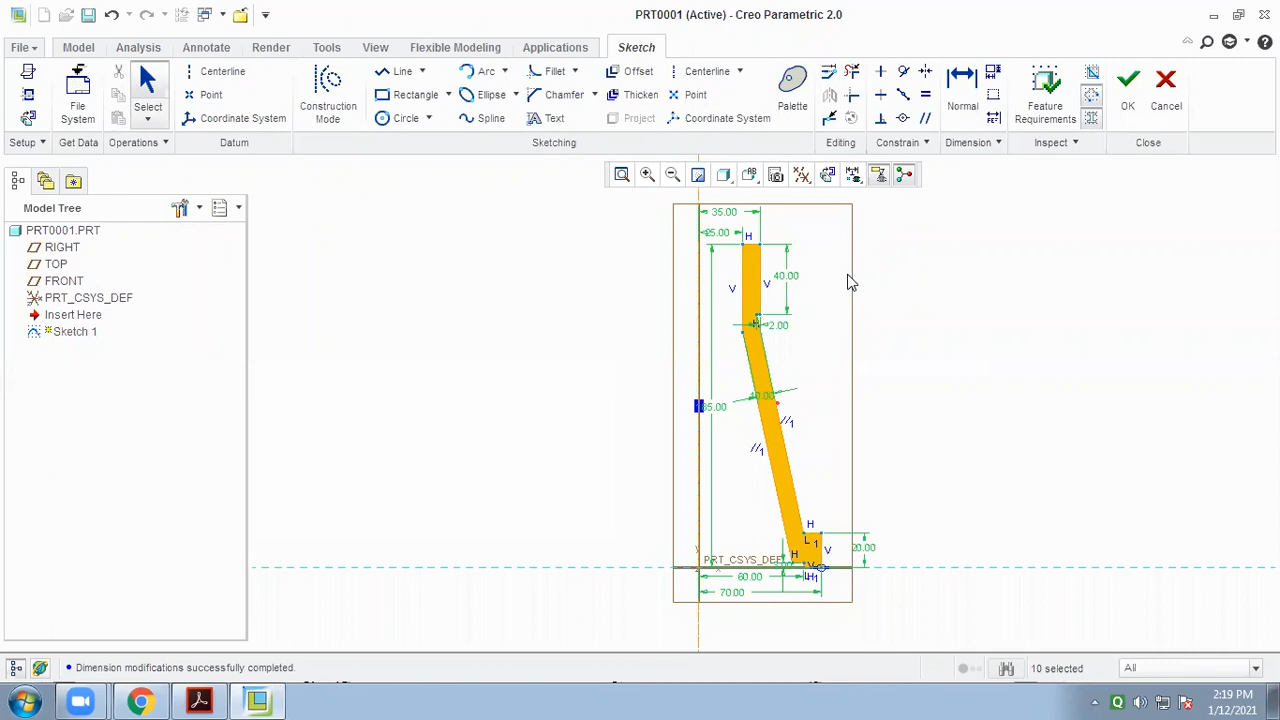 PRT0001 (Active) - Creo Parametric 2.0
File Model Analysis Annotate Render Tools View Flexible Modeling Applications Sketch
Centerline Line Arc Fillet Offset Centerline
Point Rectangle Ellipse Chamfer Thicken Point
Coordinate System Circle Spline Text Project Coordinate System
File System
Select
Construction Mode
Palette
Normal
Feature Requirements
OK
Cancel
Setup Get Data Operations Datum Sketching Editing Constrain Dimension Inspect Close
Model Tree
PRT0001.PRT
RIGHT
TOP
FRONT
PRT_CSYS_DEF
Insert Here
Sketch 1
35.00
25.00
H
40.00
V V
2.00
40.00
//1
//1
H
L 1
V
H
20.00
PRT_CSYS_DEF
60.00
70.00
Dimension modifications successfully completed.
10 selected
All
2:19 PM
1/12/2021